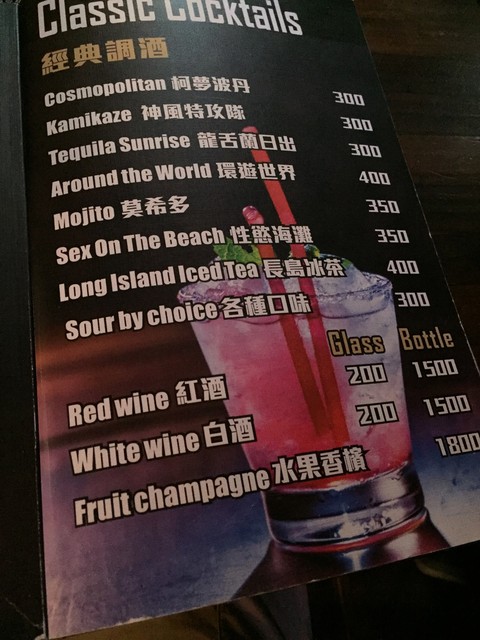 Classic Cocktails
經典調酒
Cosmopolitan 柯夢波丹 300
Kamikaze 神風特攻隊 300
Tequila Sunrise 龍舌蘭日出 300
Around the World 環遊世界 400
Mojito 莫希多 350
Sex On The Beach 性慾海灘 350
Long Island Iced Tea 長島冰茶 400
Sour by choice 各種口味 300
Glass Bottle
Red wine 紅酒 200 1500
White wine 白酒 200 1500
Fruit champagne 水果香檳 1800